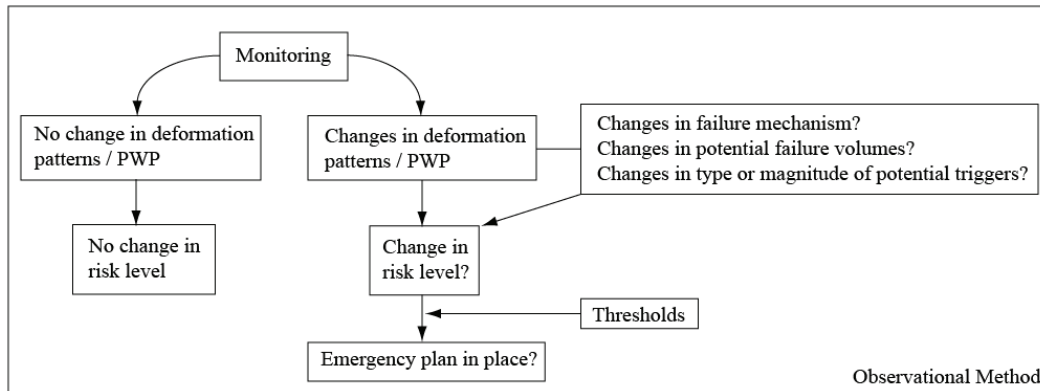 Monitoring
No change in deformation
patterns / PWP
Changes in deformation
patterns / PWP
Changes in failure mechanism?
Changes in potential failure volumes?
Changes in type or magnitude of potential triggers?
No change in
risk level
Change in
risk level?
Thresholds
Emergency plan in place?
Observational Method